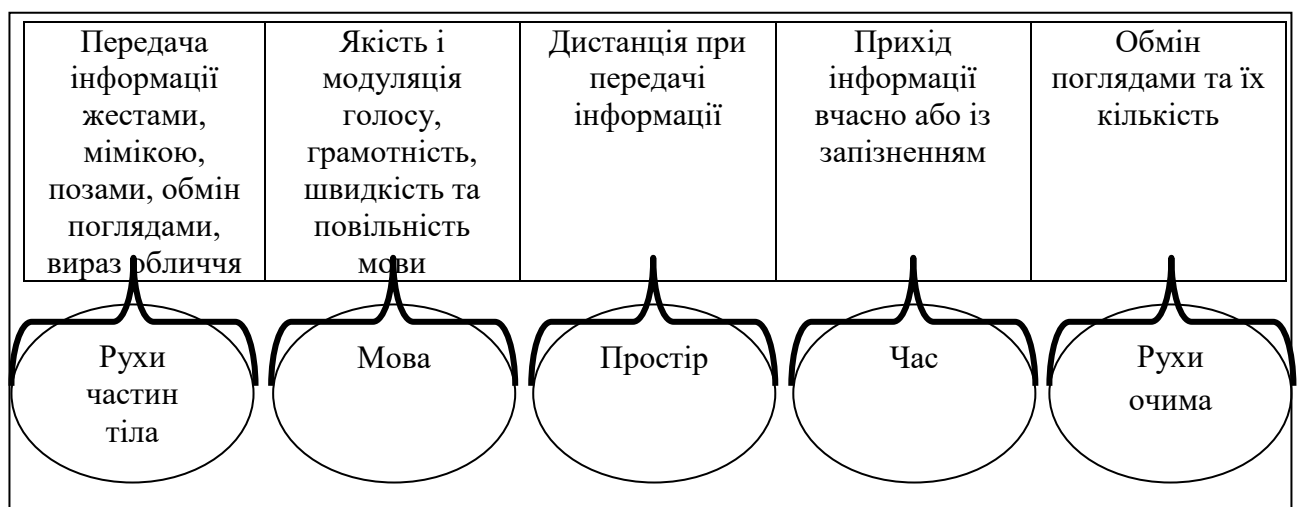 Передача
інформації
жестами,
мімікою,
позами, обмін
поглядами,
вираз обличчя
Якість і
модуляція
голосу,
грамотність,
швидкість та
повільність
мови
Дистанція при
передачі
інформації
Прихід
інформації
вчасно або із
запізненням
Обмін
поглядами та їх
кількість
Рухи
частин
тіла
Мова
Простір
Час
Рухи
очима